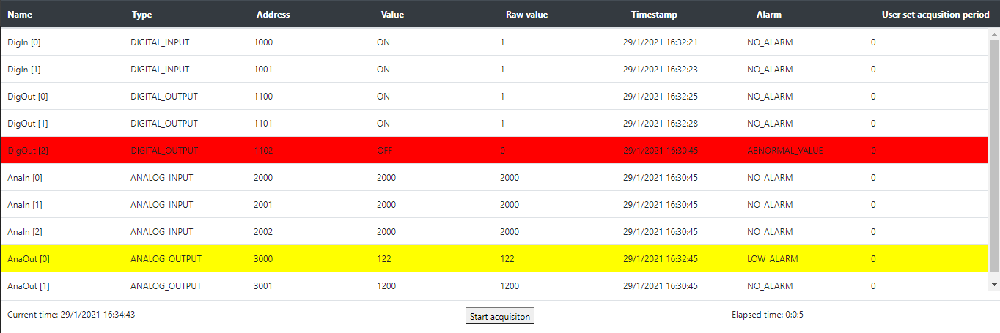 Name Type Address Value Raw value Timestamp Alarm User set acqusition period
DigIn [0] DIGITAL_INPUT 1000 ON 1 29/1/2021 16:32:21 NO_ALARM 0
DigIn [1] DIGITAL_INPUT 1001 ON 1 29/1/2021 16:32:23 NO_ALARM 0
DigOut [0] DIGITAL_OUTPUT 1100 ON 1 29/1/2021 16:32:25 NO_ALARM 0
DigOut [1] DIGITAL_OUTPUT 1101 ON 1 29/1/2021 16:32:28 NO_ALARM 0
DigOut [2] DIGITAL_OUTPUT 1102 OFF 0 29/1/2021 16:30:45 ABNORMAL_VALUE 0
AnaIn [0] ANALOG_INPUT 2000 2000 2000 29/1/2021 16:30:45 NO_ALARM 0
AnaIn [1] ANALOG_INPUT 2001 2000 2000 29/1/2021 16:30:45 NO_ALARM 0
AnaIn [2] ANALOG_INPUT 2002 2000 2000 29/1/2021 16:30:45 NO_ALARM 0
AnaOut [0] ANALOG_OUTPUT 3000 122 122 29/1/2021 16:32:45 LOW_ALARM 0
AnaOut [1] ANALOG_OUTPUT 3001 1200 1200 29/1/2021 16:30:45 NO_ALARM 0
Current time: 29/1/2021 16:34:43 Start acquisiton Elapsed time: 0:0:5